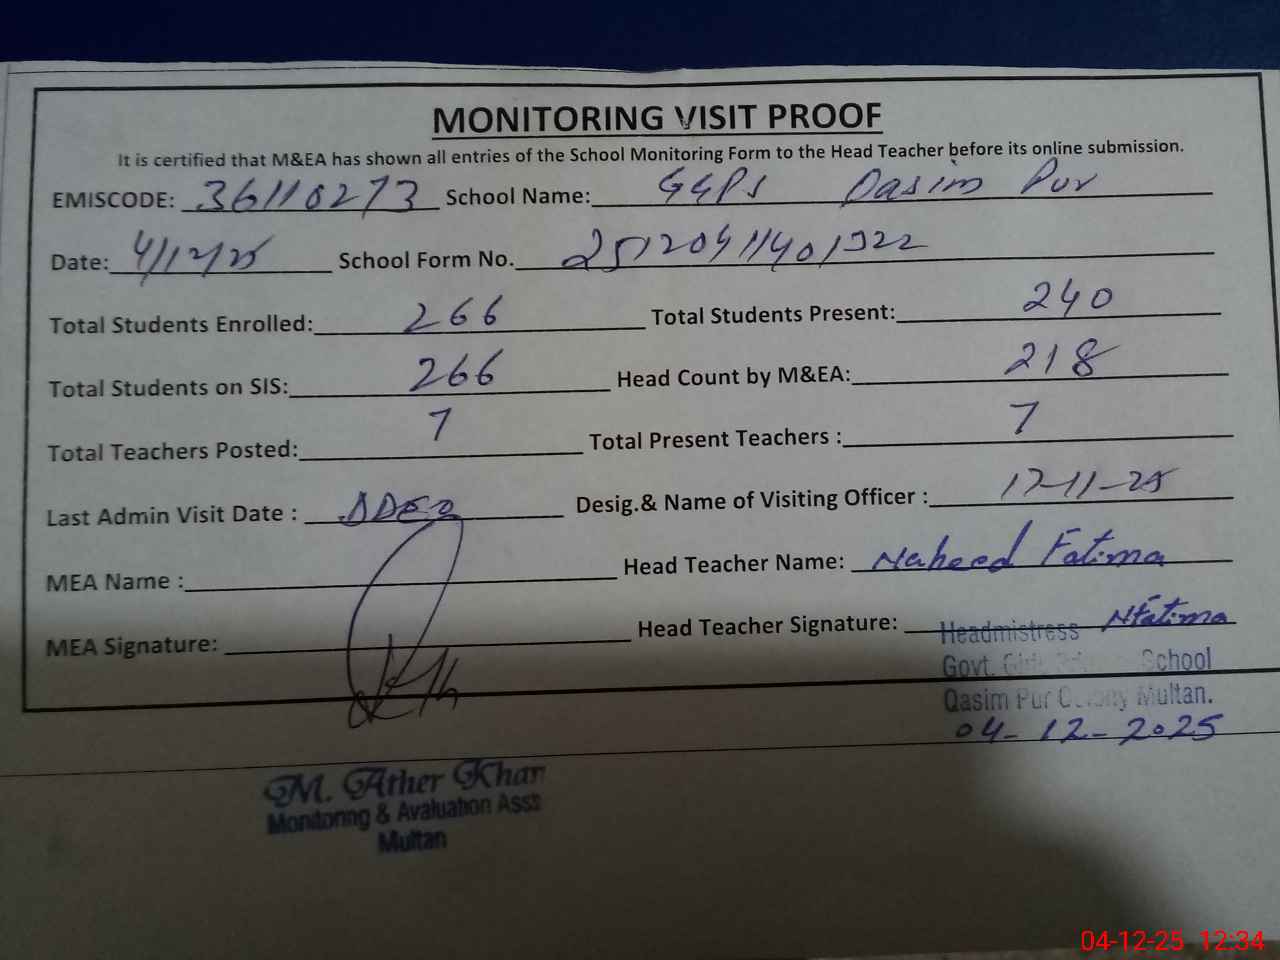 MONITORING VISIT PROOF
It is certified that M&EA has shown all entries of the School Monitoring Form to the Head Teacher before its online submission.
EMISCODE: 36110273 School Name: GGPS Qasim Pur
Date: 4/12/25 School Form No.
Total Students Enrolled: 266 Total Students Present: 240
Total Students on SIS: 266 Head Count by M&EA: 218
Total Teachers Posted: 7 Total Present Teachers : 7
Last Admin Visit Date : Desig.& Name of Visiting Officer : 12-11-25
MEA Name : Head Teacher Name: Naheed Fatima
MEA Signature: Head Teacher Signature: NFatima
Headmistress
Govt. Girls School
Qasim Pur Colony Multan.
04-12-2025
M. Ather Khan
Monitoring & Avaluation Asst
Multan
04-12-25 12:34